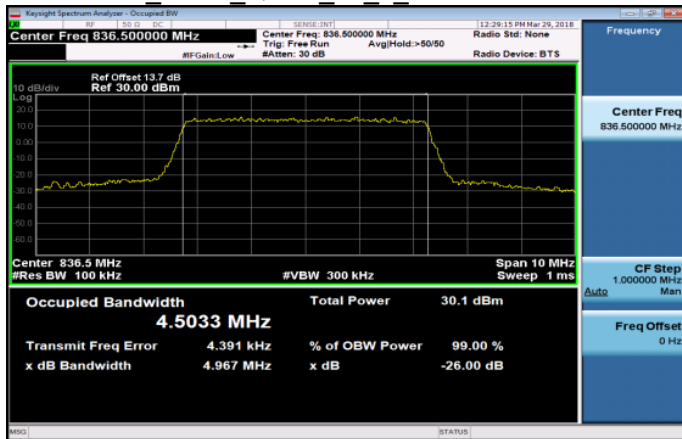 Keysight Spectrum Analyzer - Occupied BW
RF 50 Ω DC SENSE:INT 12:29:15 PM Mar 29, 2018
Center Freq 836.500000 MHz
Center Freq: 836.500000 MHz
Radio Std: None
Trig: Free Run Avg|Hold:>50/50
#IFGain:Low #Atten: 30 dB Radio Device: BTS
Ref Offset 13.7 dB
10 dB/div Ref 30.00 dBm
Log
20.0
10.0
0.00
-10.0
-20.0
-30.0
-40.0
-50.0
-60.0
Center 836.5 MHz Span 10 MHz
#Res BW 100 kHz #VBW 300 kHz Sweep 1 ms
Occupied Bandwidth Total Power 30.1 dBm
4.5033 MHz
Transmit Freq Error 4.391 kHz % of OBW Power 99.00 %
x dB Bandwidth 4.967 MHz x dB -26.00 dB
MSG STATUS
Frequency
Center Freq
836.500000 MHz
CF Step
1.000000 MHz
Auto Man
Freq Offset
0 Hz